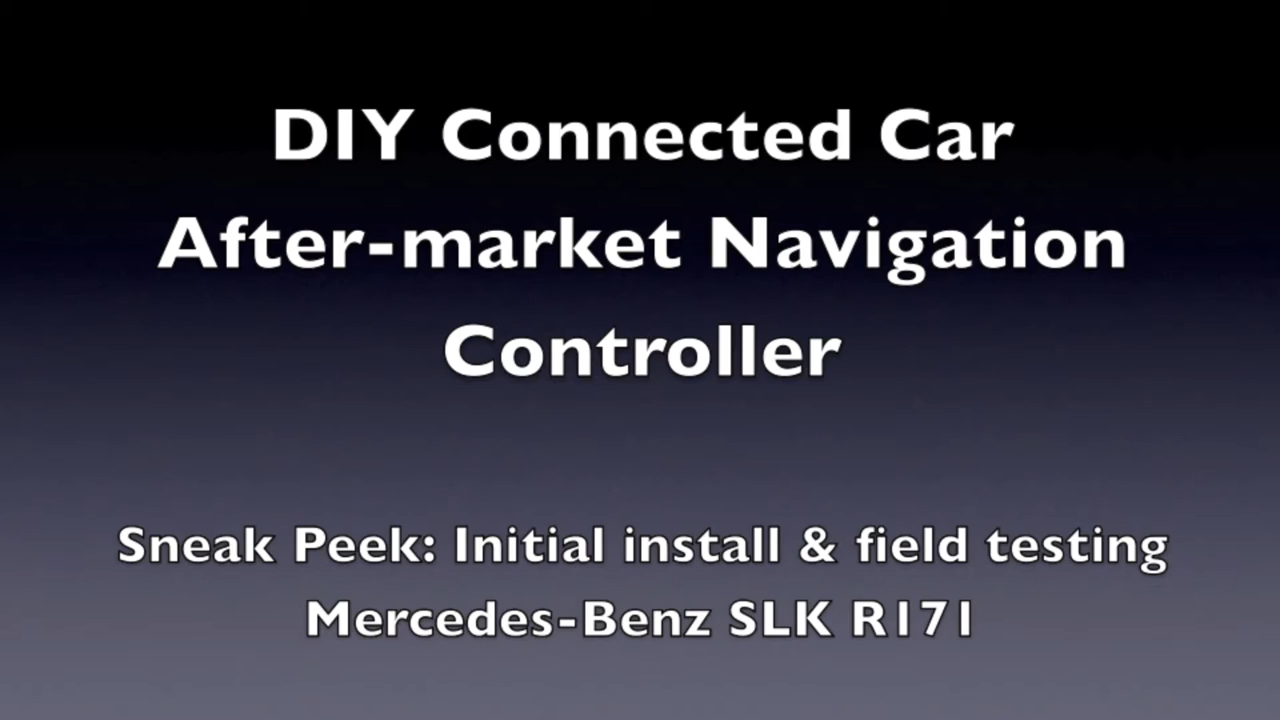 DIY Connected Car
After-market Navigation
Controller
Sneak Peek: Initial install & field testing
Mercedes-Benz SLK R171